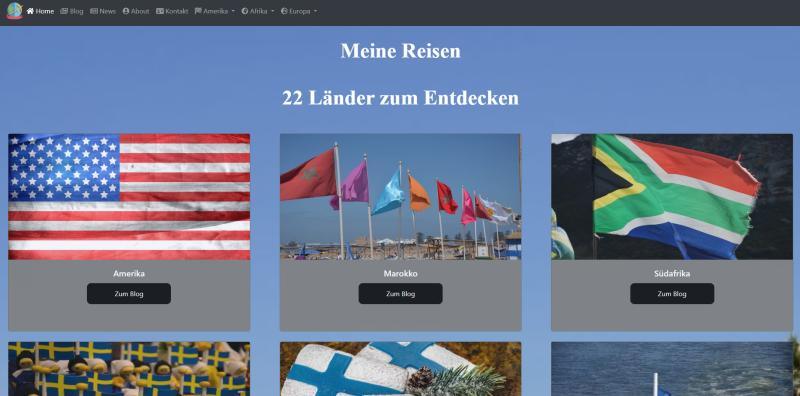 Home Blog News About Kontakt Amerika Afrika Europa
Meine Reisen
22 Länder zum Entdecken
Amerika
Marokko
Südafrika
Zum Blog
Zum Blog
Zum Blog